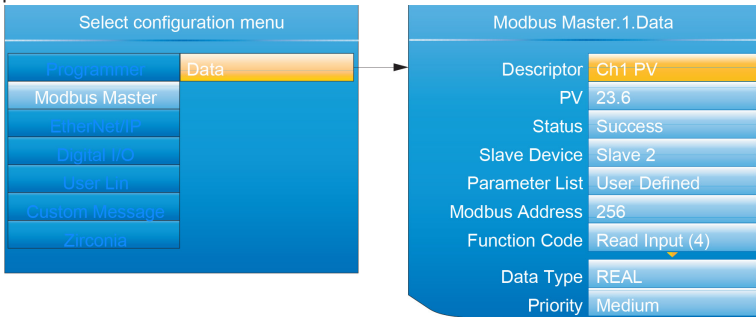 Select configuration menu
Programmer
Data
Modbus Master
EtherNet/IP
Digital I/O
User Lin
Custom Message
Zirconia
Modbus Master.1.Data
Descriptor Ch1 PV
PV 23.6
Status Success
Slave Device Slave 2
Parameter List User Defined
Modbus Address 256
Function Code Read Input (4)
Data Type REAL
Priority Medium